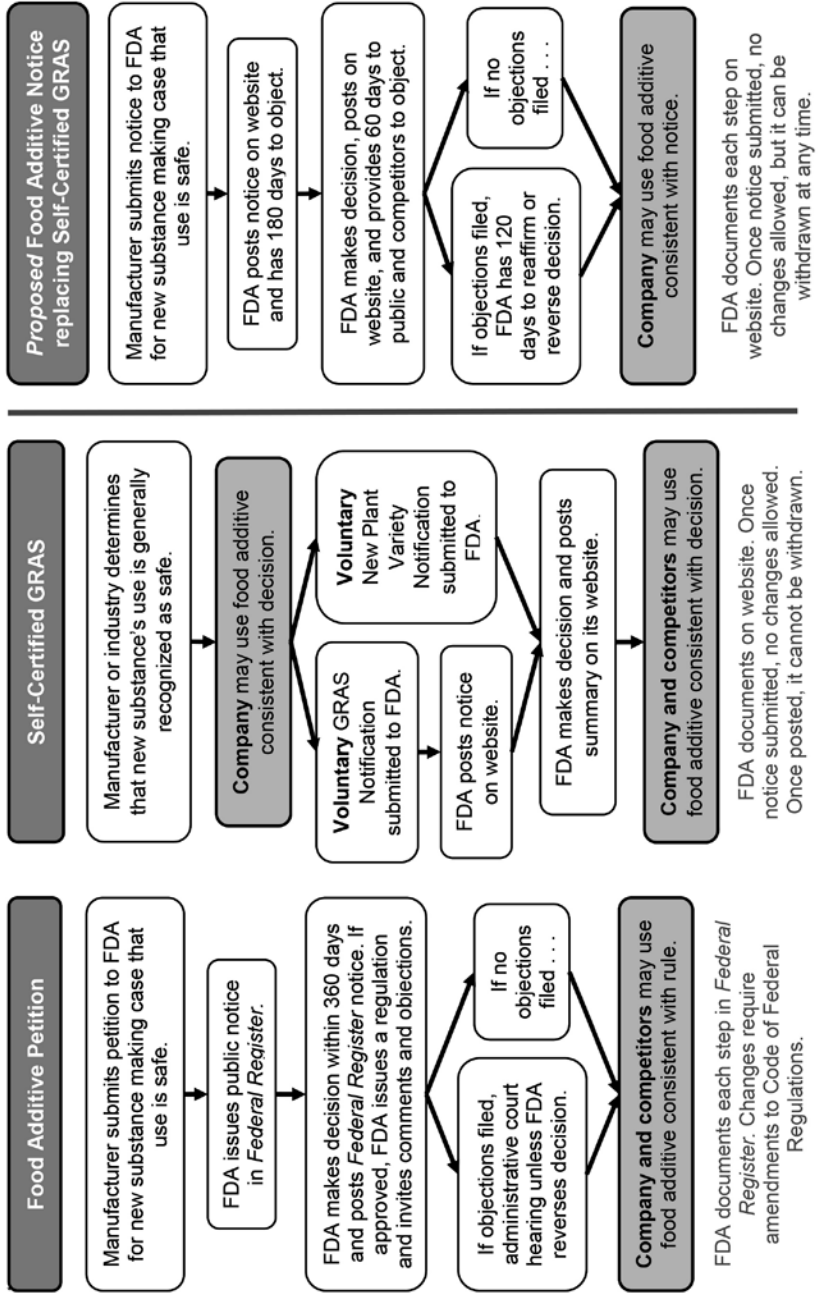 Food Additive Petition
Manufacturer submits petition to FDA
for new substance making case that
use is safe.
FDA issues public notice
in Federal Register.
FDA makes decision within 360 days
and posts Federal Register notice. If
approved, FDA issues a regulation
and invites comments and objections.
If objections filed,
administrative court
hearing unless FDA
reverses decision.
If no
objections
filed . . .
Company and competitors may use
food additive consistent with rule.
FDA documents each step in Federal
Register. Changes require
amendments to Code of Federal
Regulations.
Self-Certified GRAS
Manufacturer or industry determines
that new substance's use is generally
recognized as safe.
Company may use food additive
consistent with decision.
Voluntary GRAS
Notification
submitted to FDA.
FDA posts notice
on website.
Voluntary
New Plant
Variety
Notification
submitted to
FDA.
FDA makes decision and posts
summary on its website.
Company and competitors may use
food additive consistent with decision.
FDA documents on website. Once
notice submitted, no changes allowed.
Once posted, it cannot be withdrawn.
Proposed Food Additive Notice
replacing Self-Certified GRAS
Manufacturer submits notice to FDA
for new substance making case that
use is safe.
FDA posts notice on website
and has 180 days to object.
FDA makes decision, posts on
website, and provides 60 days to
public and competitors to object.
If objections filed,
FDA has 120
days to reaffirm or
reverse decision.
If no
objections
filed . . .
Company may use food additive
consistent with notice.
FDA documents each step on
website. Once notice submitted, no
changes allowed, but it can be
withdrawn at any time.